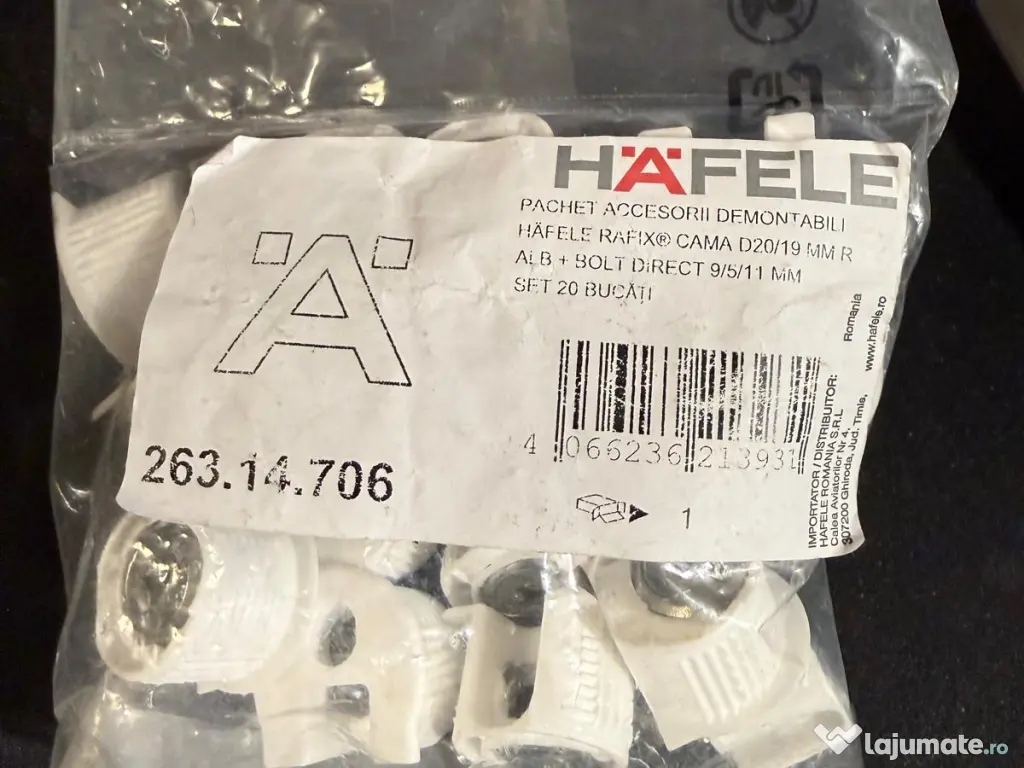 HÄFELE
PACHET ACCESORII DEMONTABILI
HÄFELE RAFIX® CAMA D20/19 MM R
ALB + BOLT DIRECT 9/5/11 MM
SET 20 BUCĂȚI
Ä
263.14.706
4 066236 213931
1
IMPORTATOR / DISTRIBUITOR:
HAFELE ROMANIA S.R.L
Calea Aviatorilor Nr 4,
307200 Ghiroda, Jud. Timis,
Romania
www.hafele.ro
lajumate.ro